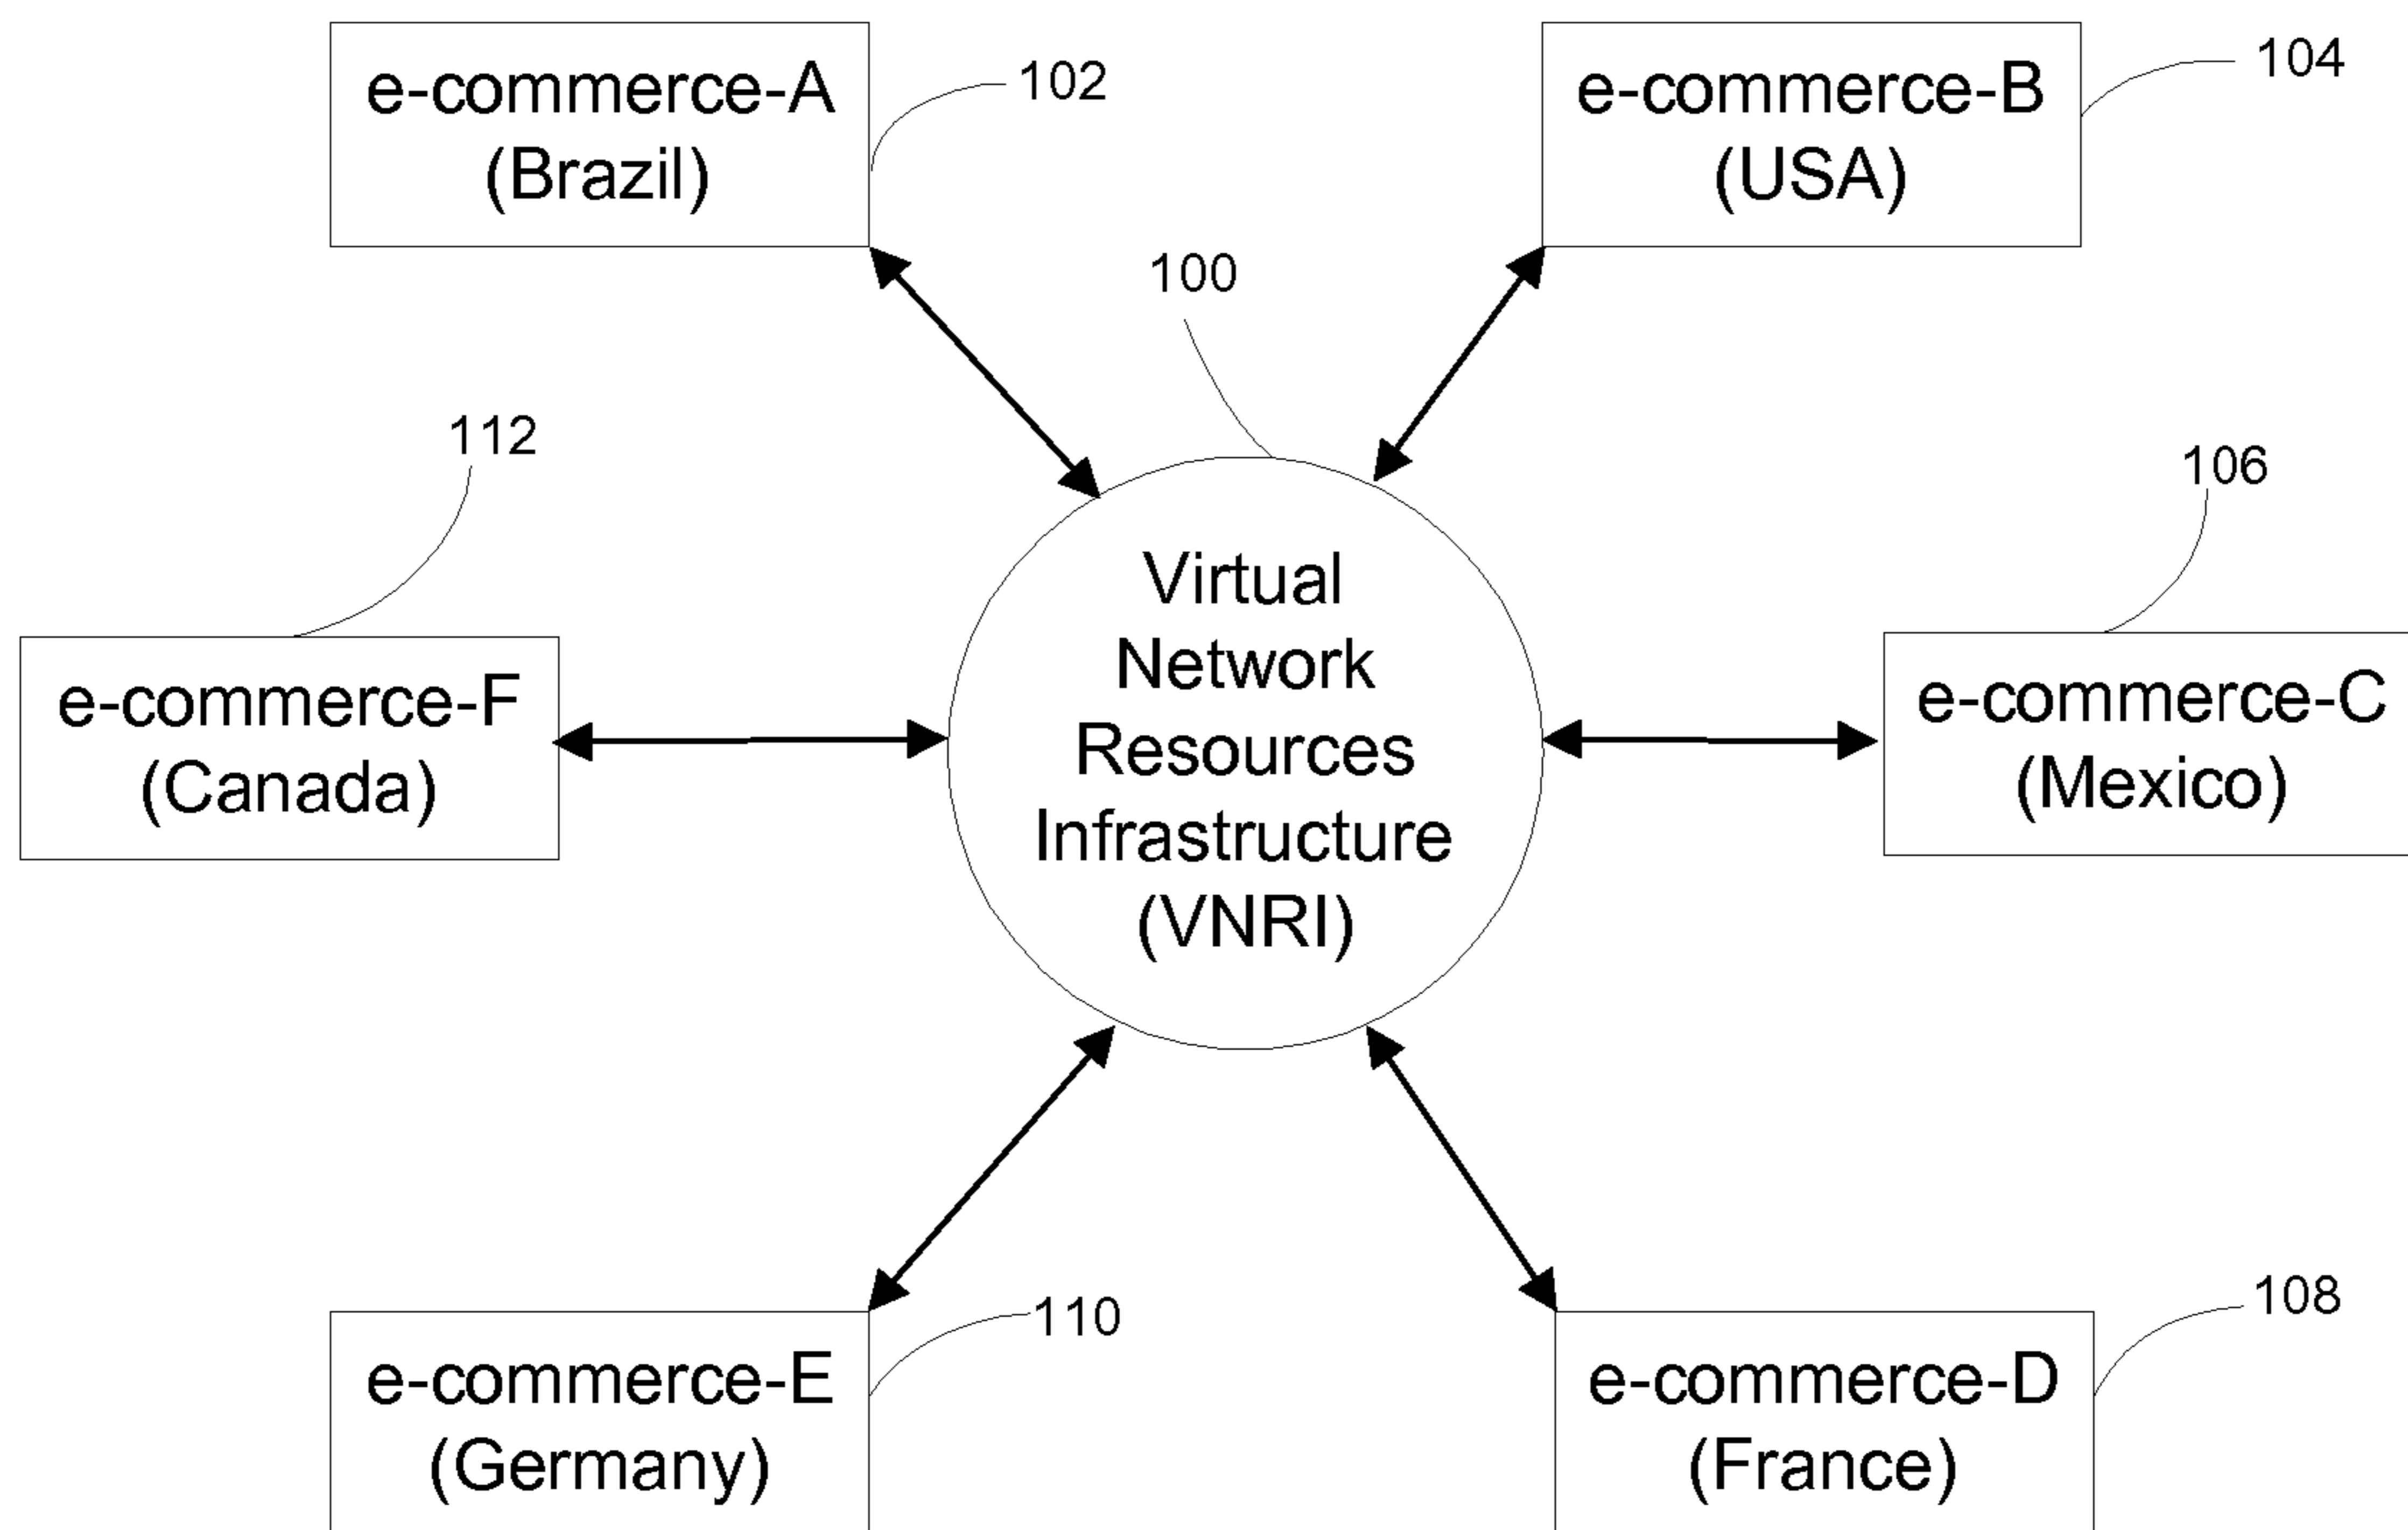 e-commerce-A
(Brazil)
102
e-commerce-B
(USA)
104
100
112
106
Virtual
Network
Resources
Infrastructure
(VNRI)
e-commerce-F
(Canada)
e-commerce-C
(Mexico)
110
108
e-commerce-E
(Germany)
e-commerce-D
(France)